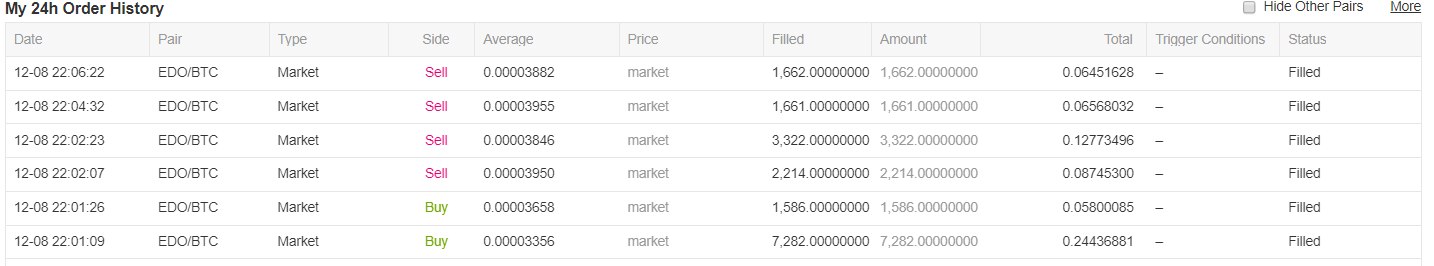 My 24h Order History Hide Other Pairs More
Date Pair Type Side Average Price Filled Amount Total Trigger Conditions Status
12-08 22:06:22 EDO/BTC Market Sell 0.00003882 market 1,662.00000000 1,662.00000000 0.06451628 – Filled
12-08 22:04:32 EDO/BTC Market Sell 0.00003955 market 1,661.00000000 1,661.00000000 0.06568032 – Filled
12-08 22:02:23 EDO/BTC Market Sell 0.00003846 market 3,322.00000000 3,322.00000000 0.12773496 – Filled
12-08 22:02:07 EDO/BTC Market Sell 0.00003950 market 2,214.00000000 2,214.00000000 0.08745300 – Filled
12-08 22:01:26 EDO/BTC Market Buy 0.00003658 market 1,586.00000000 1,586.00000000 0.05800085 – Filled
12-08 22:01:09 EDO/BTC Market Buy 0.00003356 market 7,282.00000000 7,282.00000000 0.24436881 – Filled